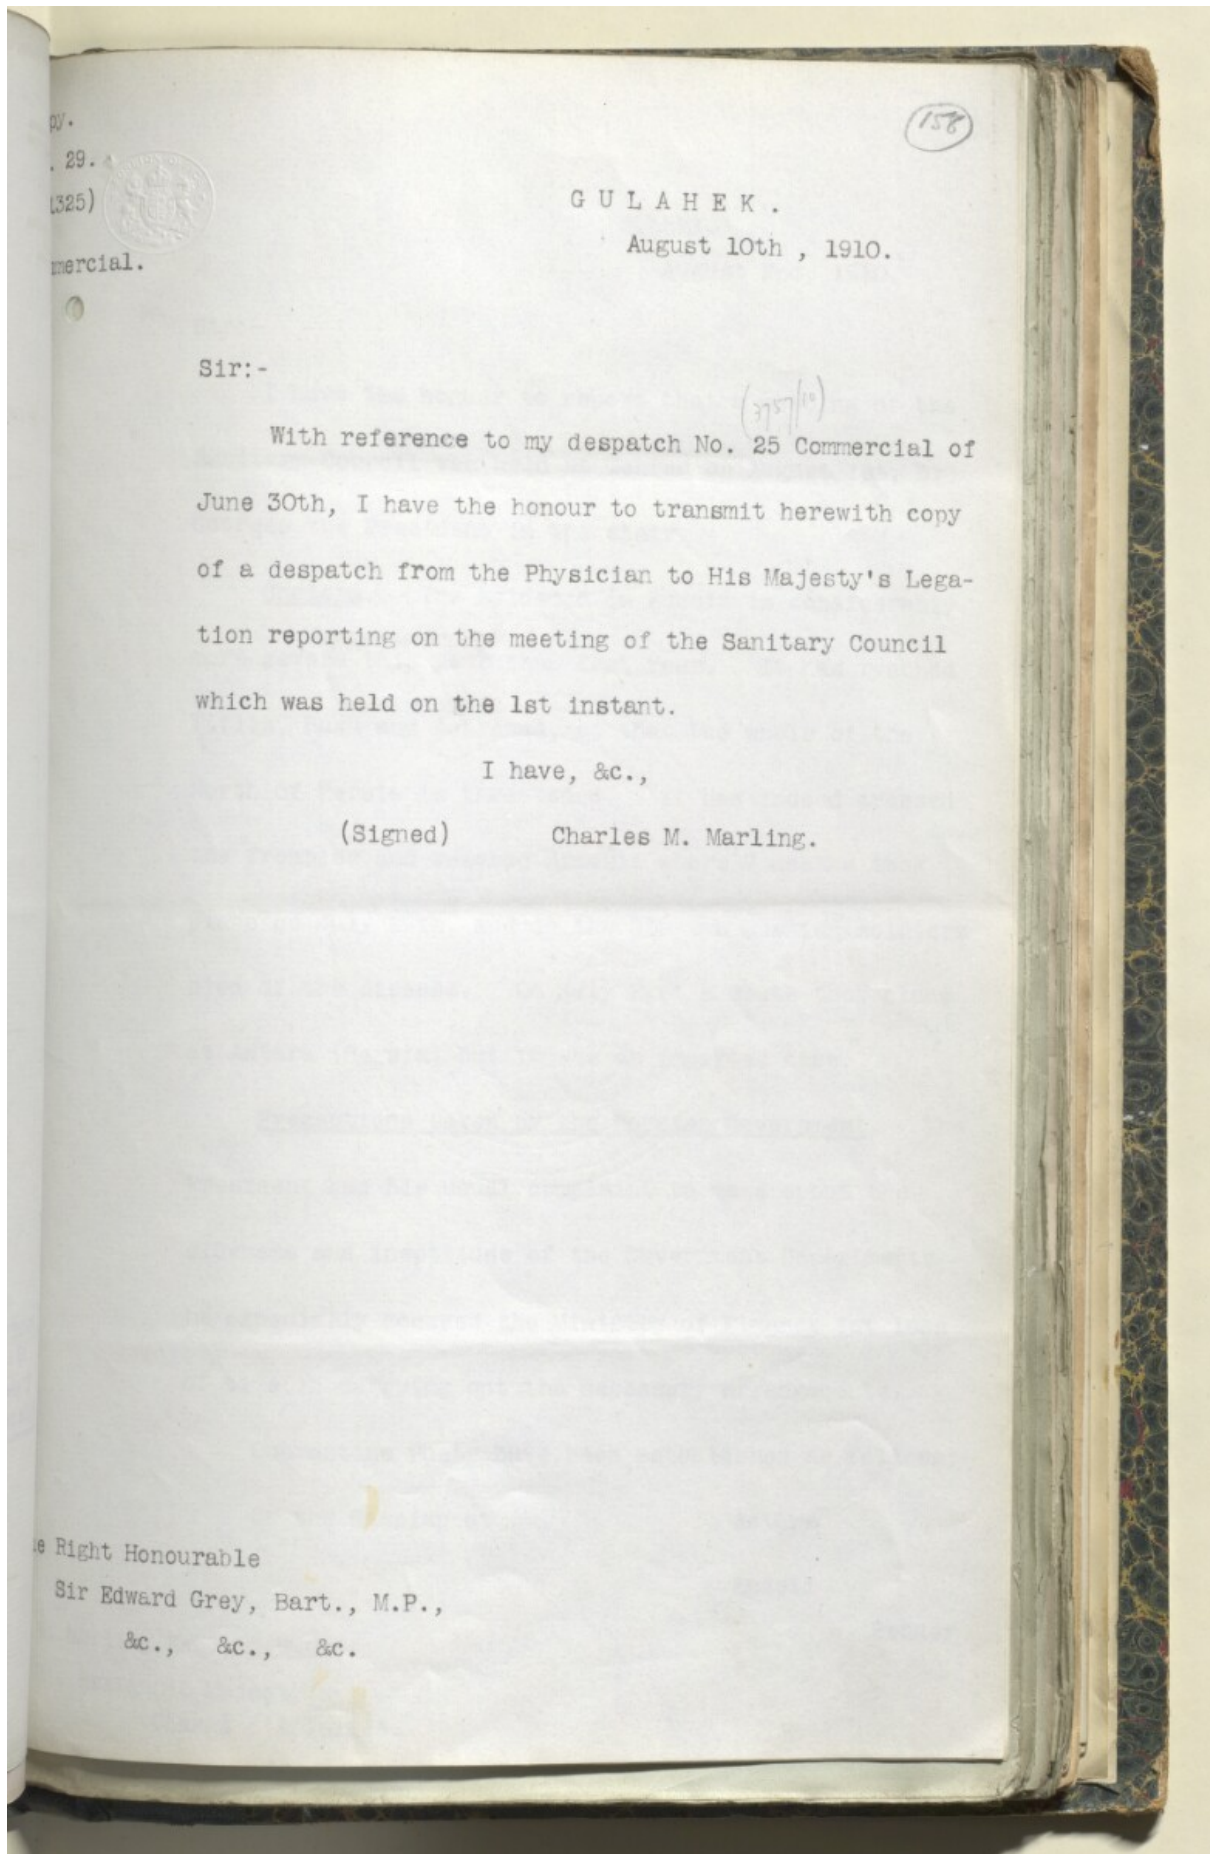 158
. 29.
1325)
mercial.
GULAHEK.
August 10th , 1910.
Sir:-
(3757/10)
With reference to my despatch No. 25 Commercial of
June 30th, I have the honour to transmit herewith copy
of a despatch from the Physician to His Majesty's Lega-
tion reporting on the meeting of the Sanitary Council
which was held on the 1st instant.
I have, &c.,
(Signed) Charles M. Marling.
e Right Honourable
Sir Edward Grey, Bart., M.P.,
&c., &c., &c.